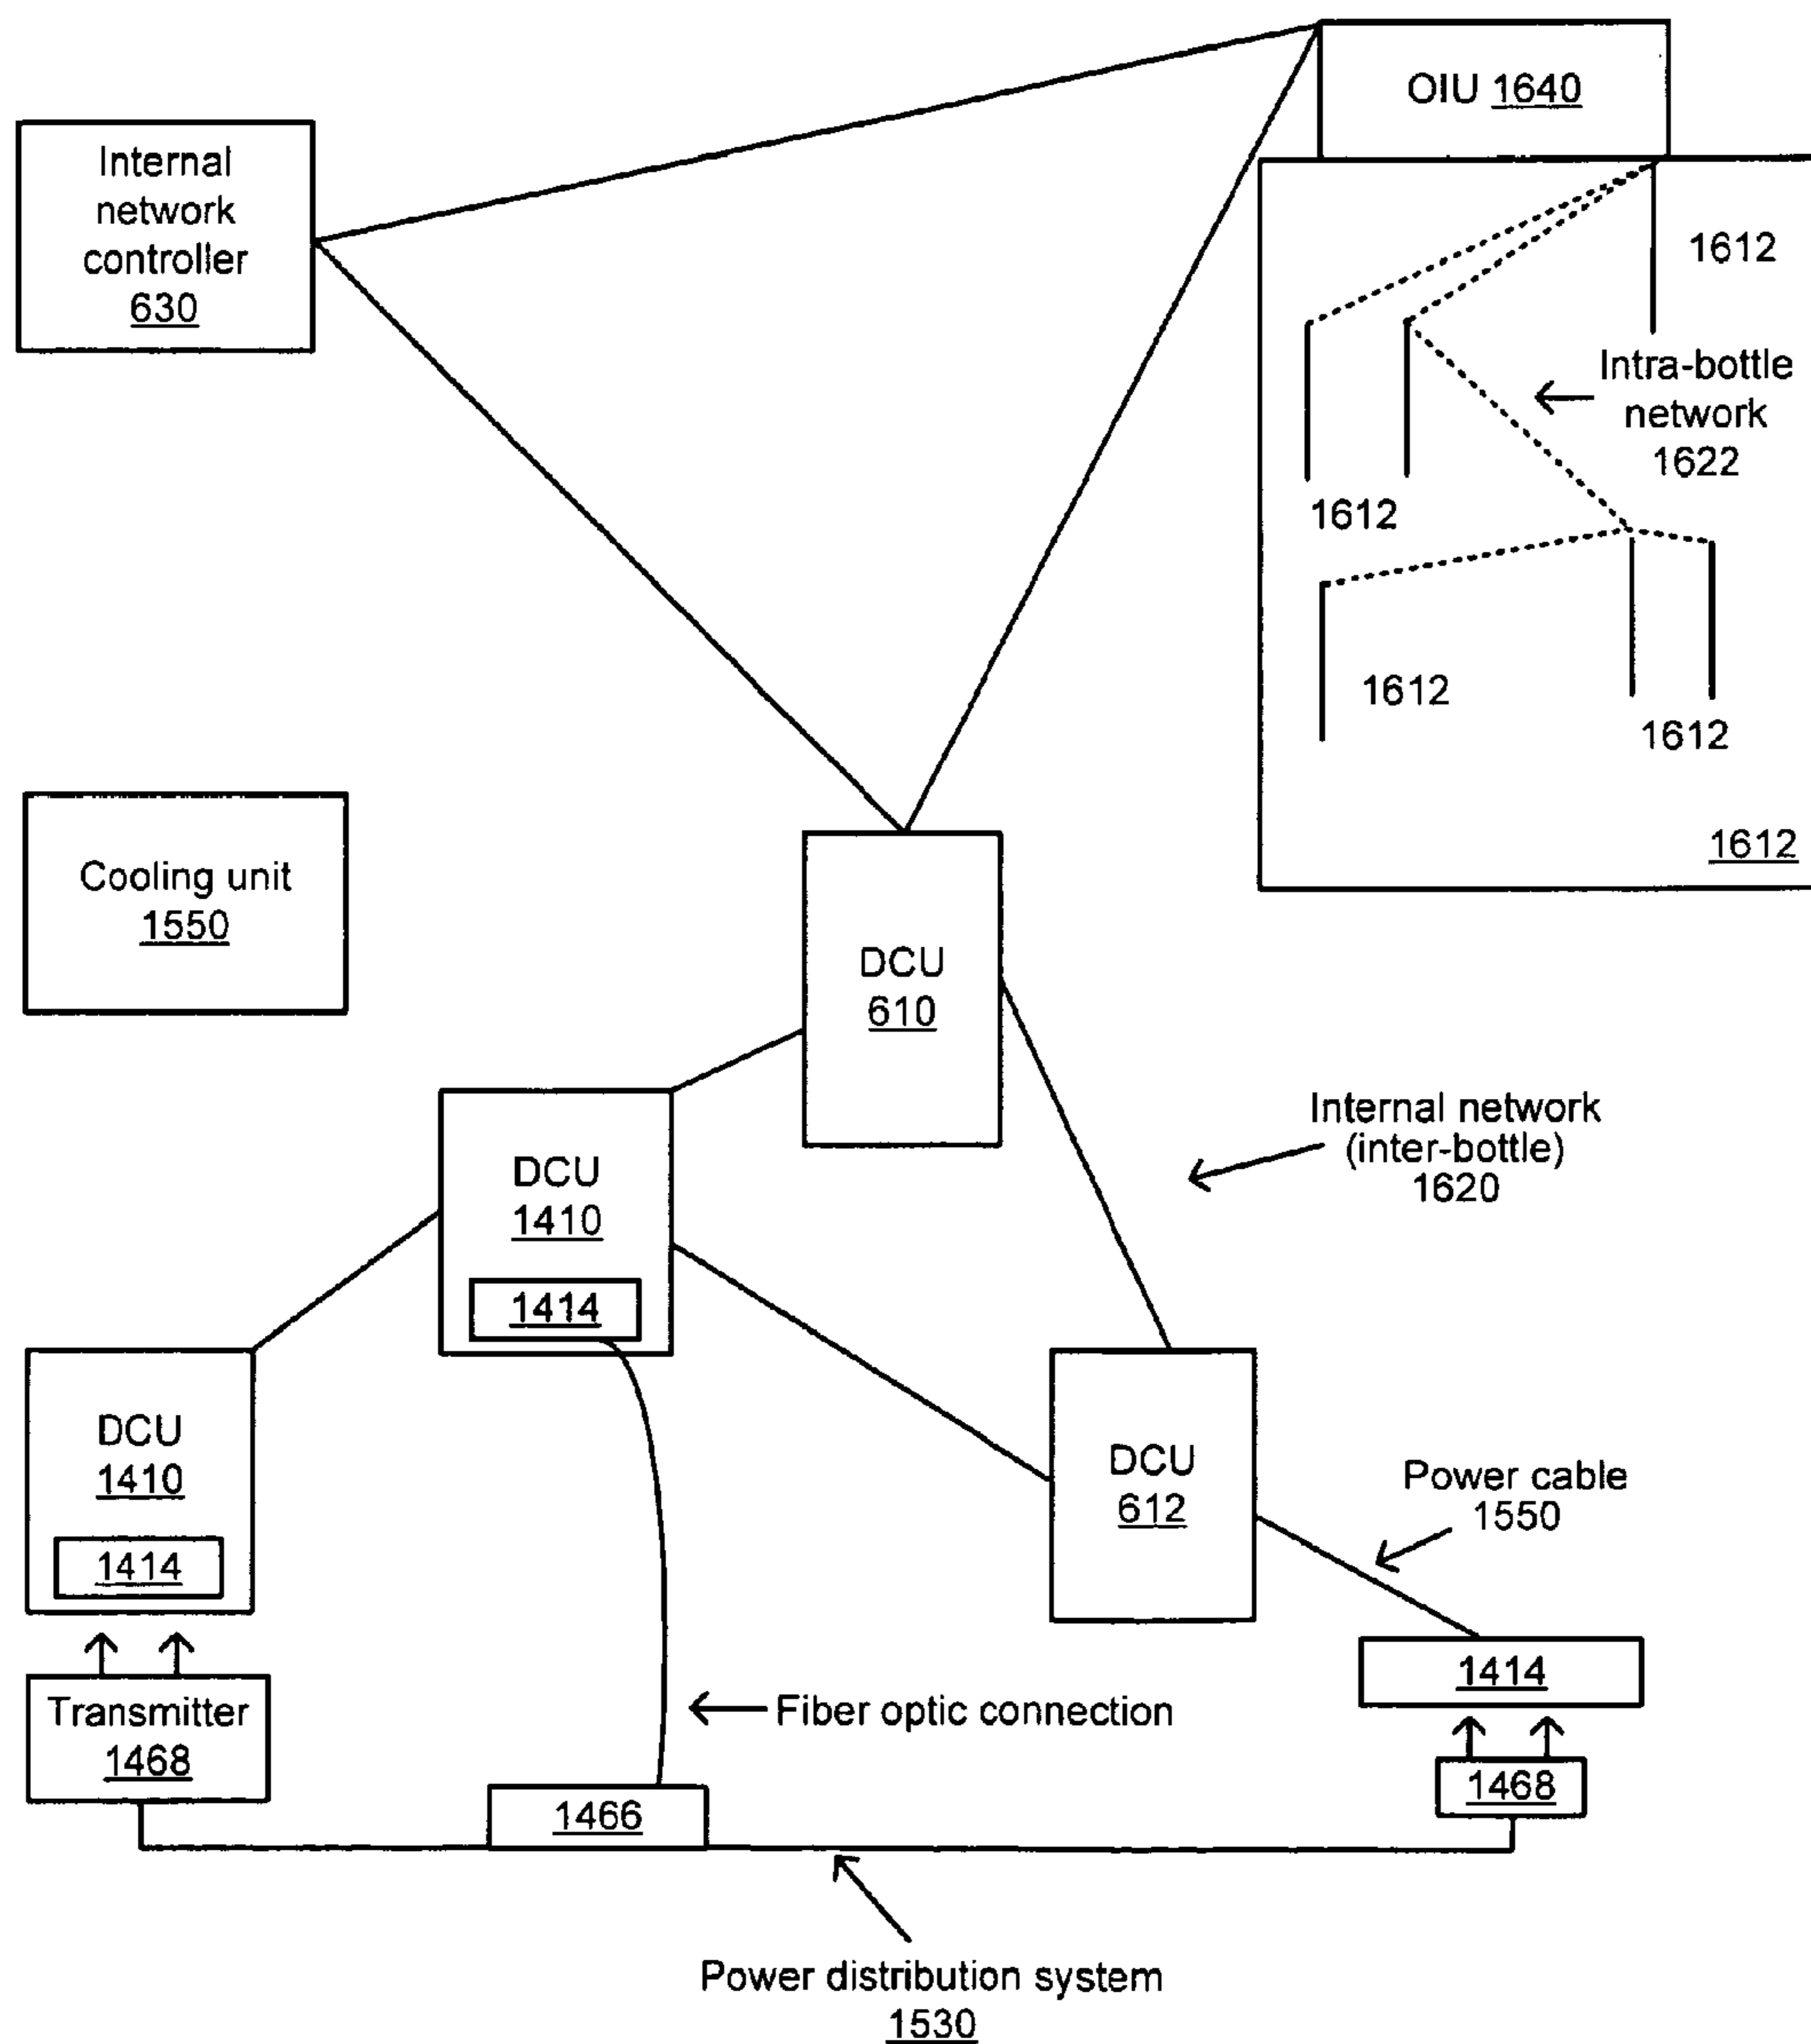 OIU 1640
Internal
network
controller
630
1612
Intra-bottle
network
1622
1612
1612
1612
1612
Cooling unit
1550
DCU
610
Internal network
(inter-bottle)
1620
DCU
1410
1414
DCU
1410
1414
DCU
612
Power cable
1550
1414
Transmitter
1468
Fiber optic connection
1468
1466
Power distribution system
1530